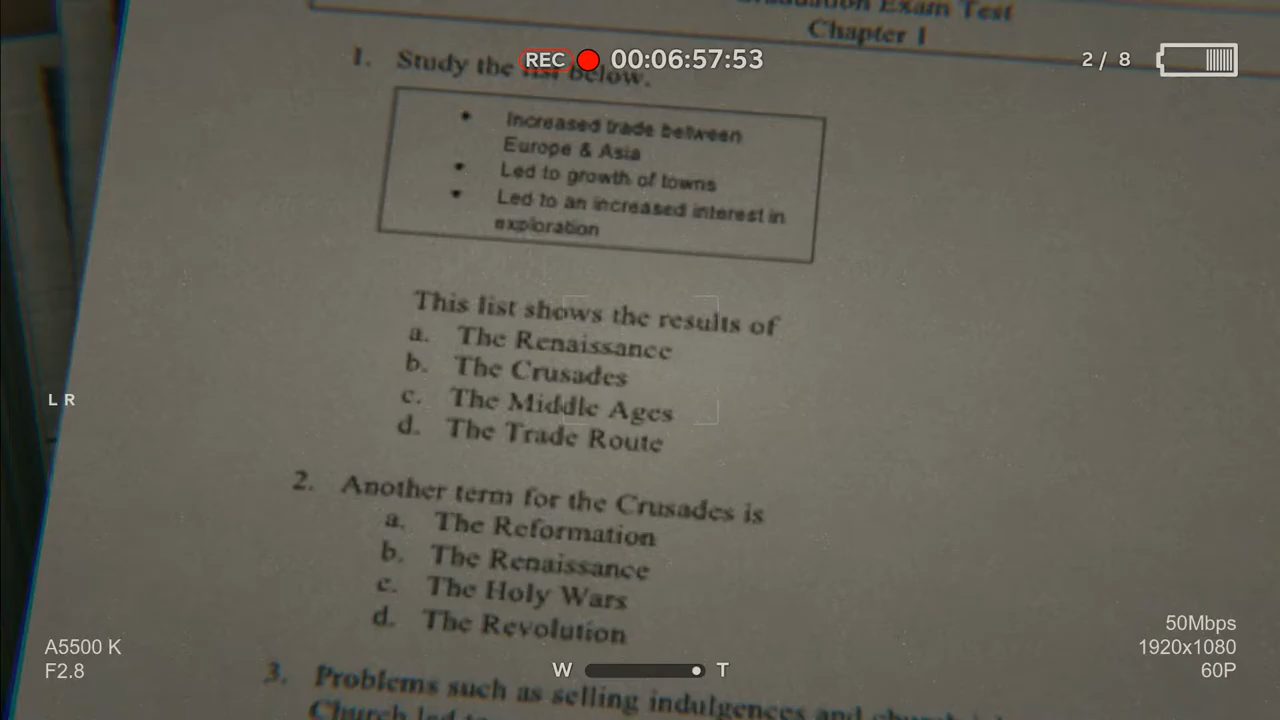 Graduation Exam Test
Chapter 1
REC 00:06:57:53
2 / 8
1. Study the list below.
• Increased trade between
Europe & Asia
• Led to growth of towns
• Led to an increased interest in
exploration
This list shows the results of
a. The Renaissance
b. The Crusades
c. The Middle Ages
d. The Trade Route
L R
2. Another term for the Crusades is
a. The Reformation
b. The Renaissance
c. The Holy Wars
d. The Revolution
3. Problems such as selling indulgences and
Church led to
A5500 K
F2.8
W T
50Mbps
1920x1080
60P